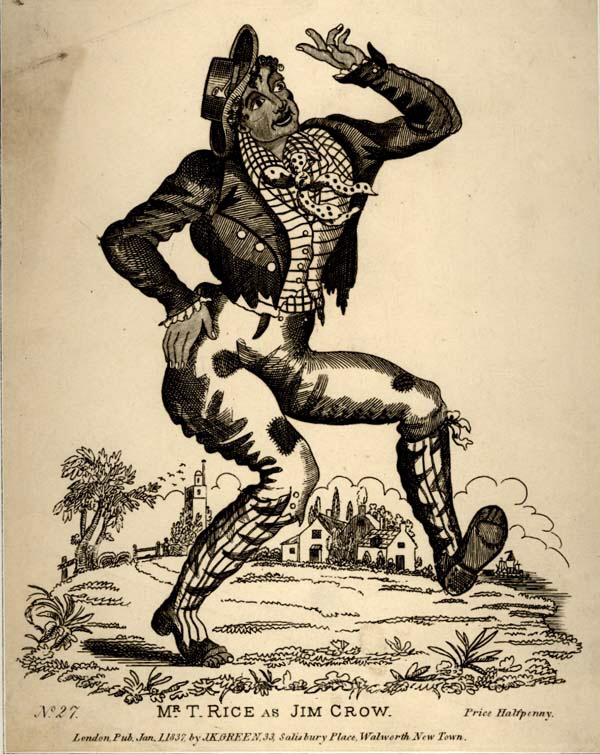 No. 27. MR. T. RICE AS JIM CROW. Price Halfpenny.
London, Pub. Jan. 1, 1837, by J.K. GREEN, 33, Salisbury Place, Walworth New Town.